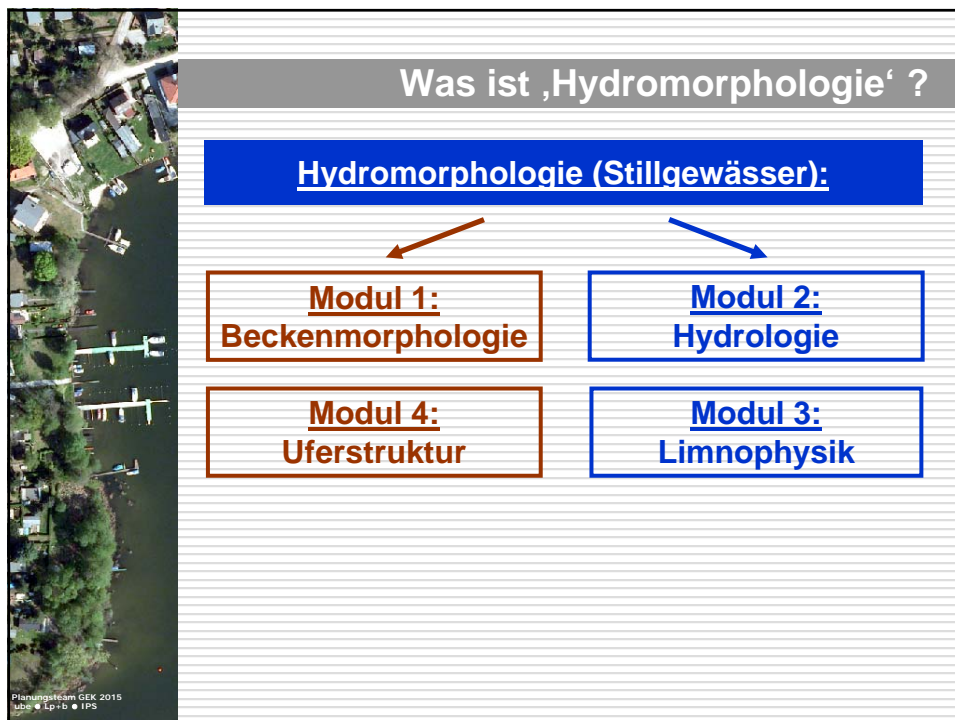 Was ist ‚Hydromorphologie‘ ?
Hydromorphologie (Stillgewässer):
Modul 1:
Beckenmorphologie
Modul 2:
Hydrologie
Modul 4:
Uferstruktur
Modul 3:
Limnophysik
Planungsteam GEK 2015
ube ● Lp+b ● IPS